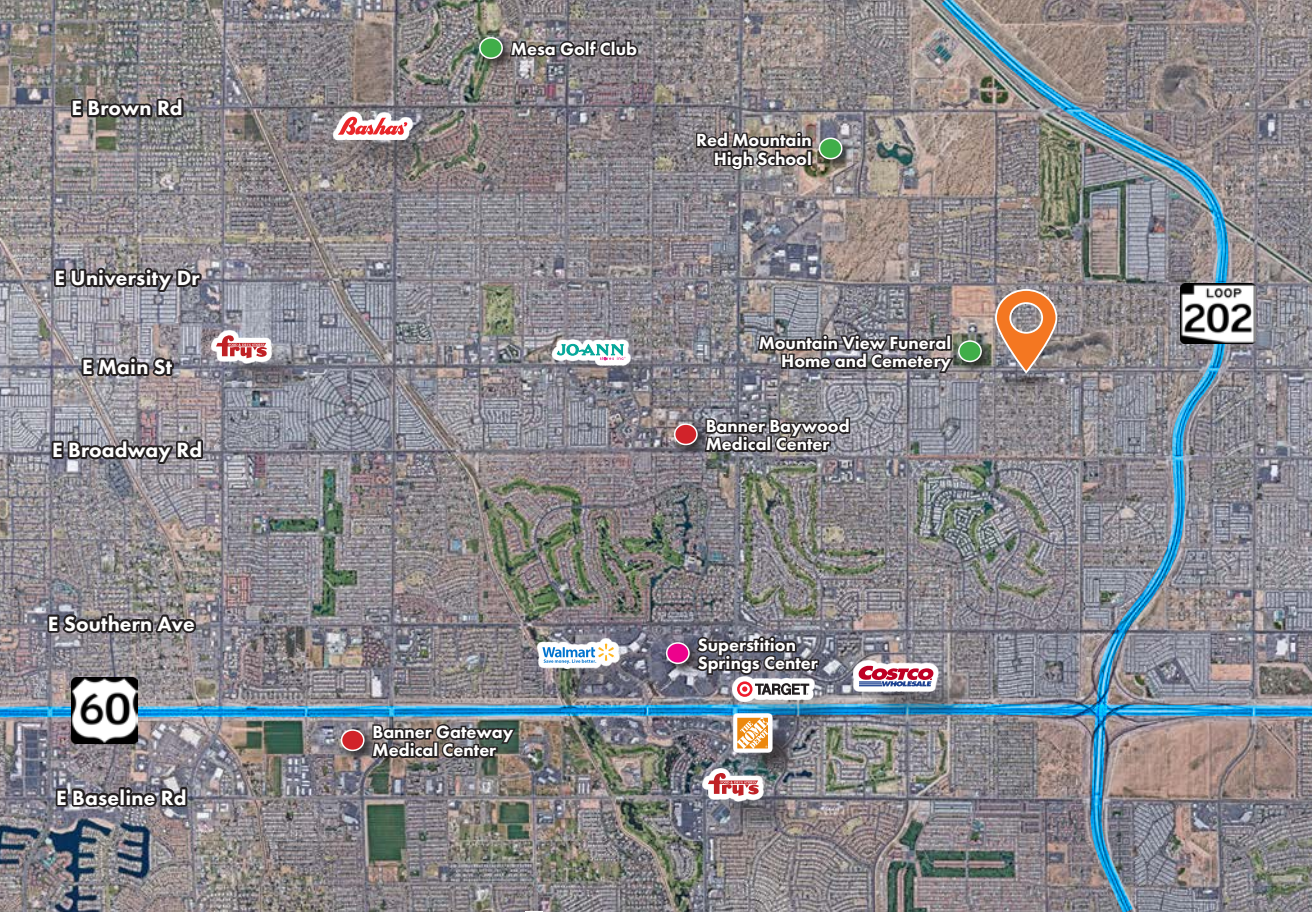 Mesa Golf Club
E Brown Rd
Bashas'
Red Mountain
High School
E University Dr
LOOP
202
fry's
JO-ANN
Mountain View Funeral
Home and Cemetery
E Main St
Banner Baywood
Medical Center
E Broadway Rd
E Southern Ave
Walmart
Save money. Live better.
Superstition
Springs Center
COSTCO
WHOLESALE
TARGET
60
THE
HOME
DEPOT
Banner Gateway
Medical Center
fry's
E Baseline Rd